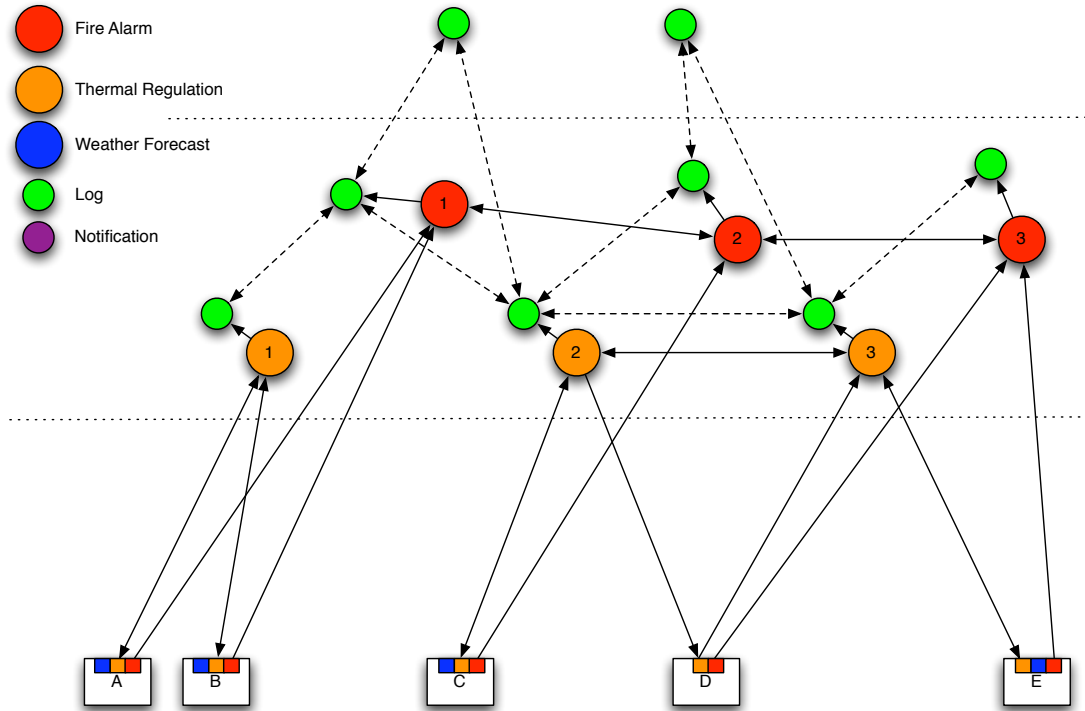 Fire Alarm
Thermal Regulation
Weather Forecast
Log
Notification
1
2
3
1
2
3
A
B
C
D
E